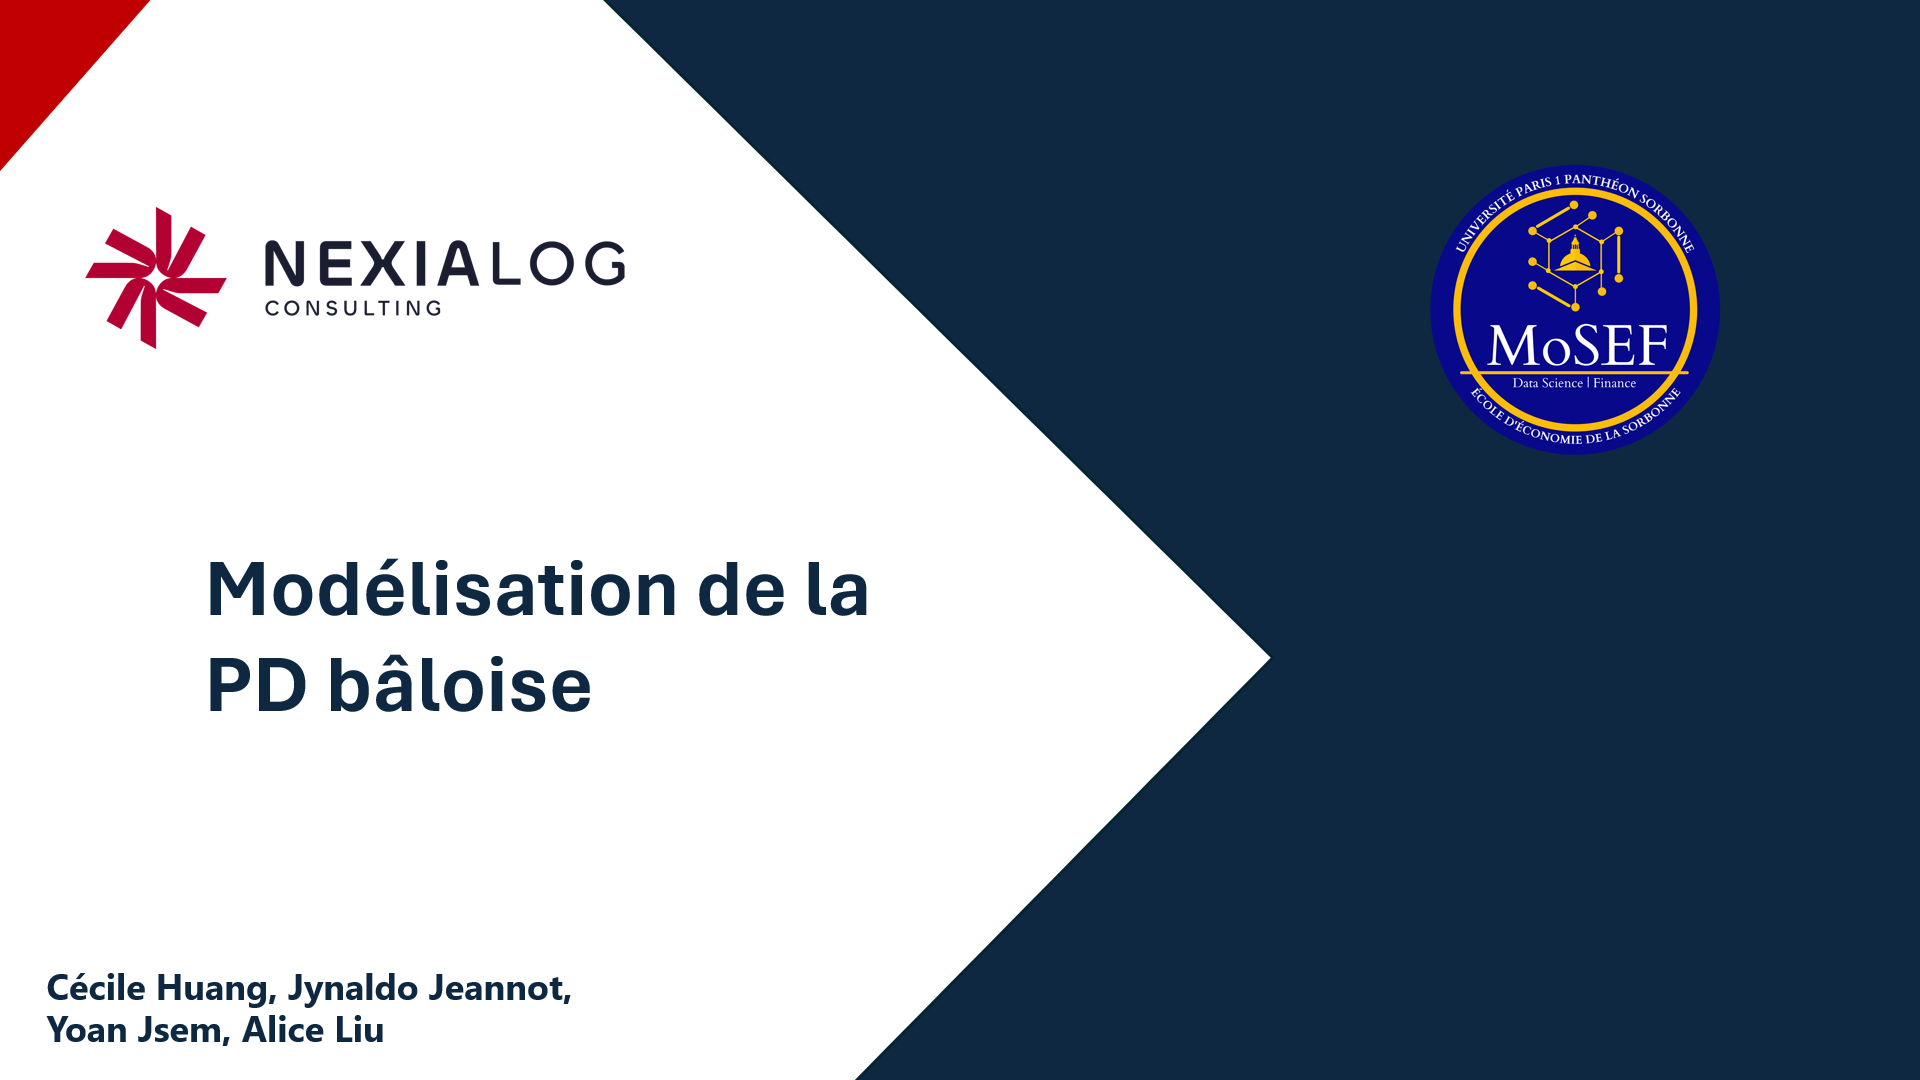 NEXIALOG
CONSULTING
UNIVERSITÉ PARIS 1 PANTHÉON SORBONNE
MoSEF
Data Science | Finance
ÉCOLE D'ÉCONOMIE DE LA SORBONNE
Modélisation de la
PD bâloise
Cécile Huang, Jynaldo Jeannot,
Yoan Jsem, Alice Liu